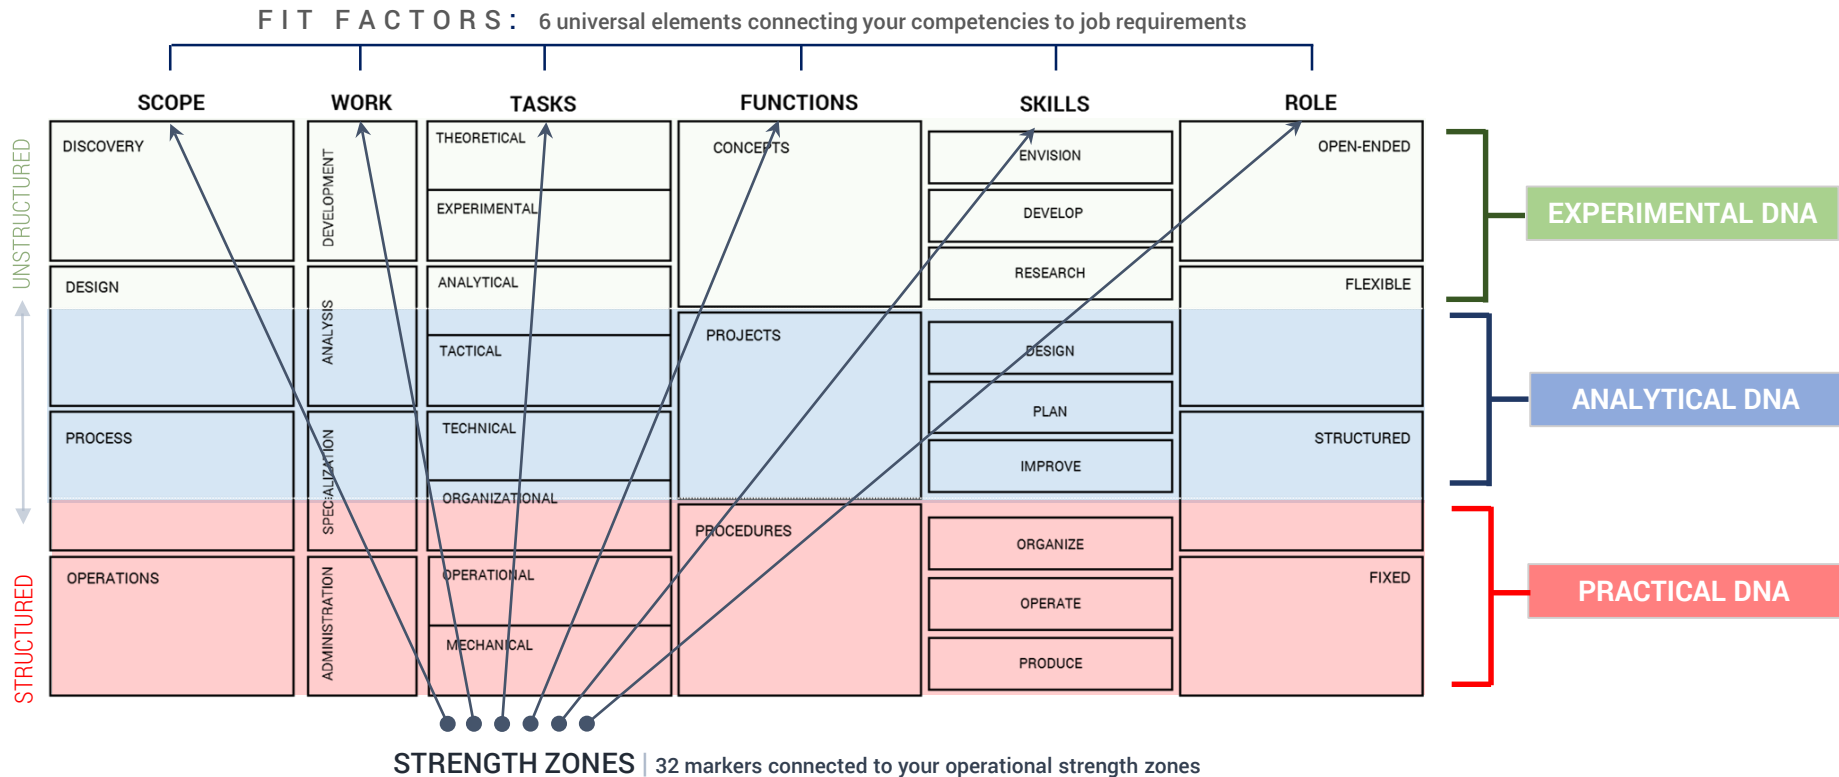 FIT FACTORS: 6 universal elements connecting your competencies to job requirements
SCOPE
WORK
TASKS
FUNCTIONS
SKILLS
ROLE
UNSTRUCTURED
STRUCTURED
DISCOVERY
DESIGN
PROCESS
OPERATIONS
DEVELOPMENT
ANALYSIS
SPECIALIZATION
ADMINISTRATION
THEORETICAL
EXPERIMENTAL
ANALYTICAL
TACTICAL
TECHNICAL
ORGANIZATIONAL
OPERATIONAL
MECHANICAL
CONCEPTS
PROJECTS
PROCEDURES
ENVISION
DEVELOP
RESEARCH
DESIGN
PLAN
IMPROVE
ORGANIZE
OPERATE
PRODUCE
OPEN-ENDED
FLEXIBLE
STRUCTURED
FIXED
EXPERIMENTAL DNA
ANALYTICAL DNA
PRACTICAL DNA
STRENGTH ZONES | 32 markers connected to your operational strength zones